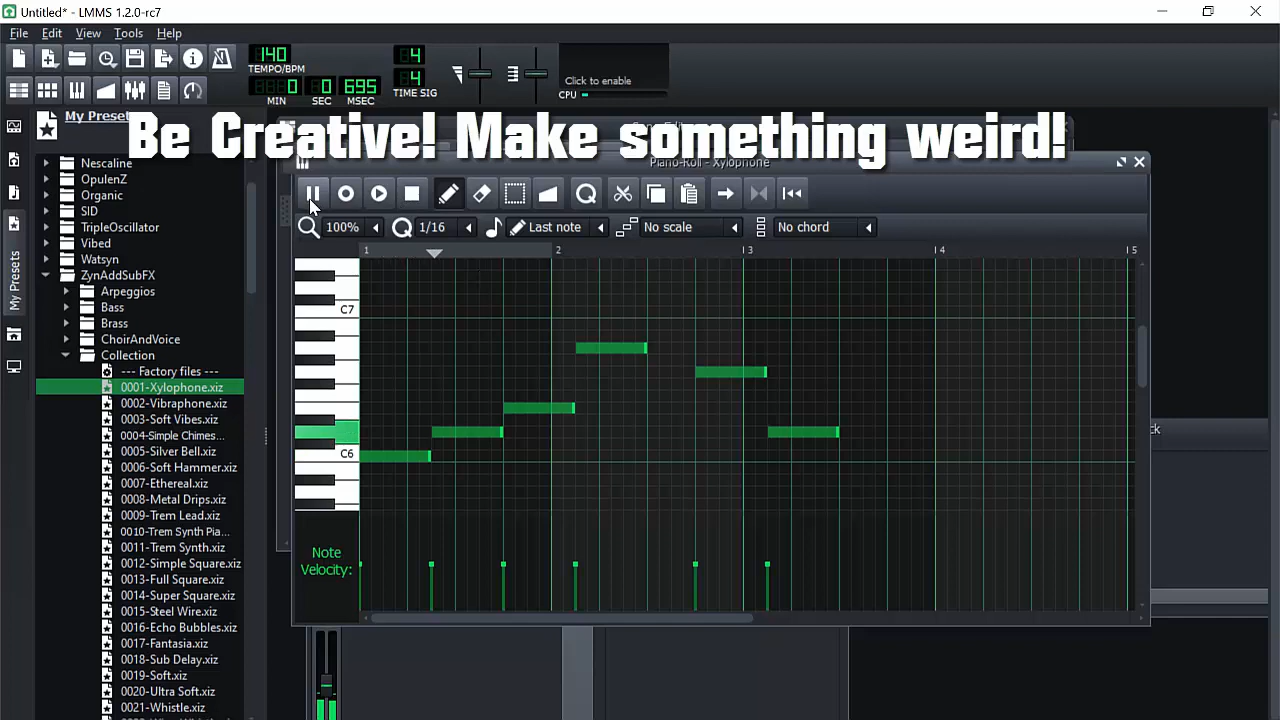 Untitled* - LMMS 1.2.0-rc7
File Edit View Tools Help
140
TEMPO/BPM
0 0 695
MIN SEC MSEC
4
4
TIME SIG
Click to enable
CPU
My Presets
Be Creative! Make something weird!
Piano-Roll - Xylophone
100% 1/16 Last note No scale No chord
1 2 3 4 5
C7
C6
Note
Velocity:
My Presets
Nescaline
OpulenZ
Organic
SID
TripleOscillator
Vibed
Watsyn
ZynAddSubFX
Arpeggios
Bass
Brass
ChoirAndVoice
Collection
--- Factory files ---
0001-Xylophone.xiz
0002-Vibraphone.xiz
0003-Soft Vibes.xiz
0004-Simple Chimes...
0005-Silver Bell.xiz
0006-Soft Hammer.xiz
0007-Ethereal.xiz
0008-Metal Drips.xiz
0009-Trem Lead.xiz
0010-Trem Synth Pia...
0011-Trem Synth.xiz
0012-Simple Square.xiz
0013-Full Square.xiz
0014-Super Square.xiz
0015-Steel Wire.xiz
0016-Echo Bubbles.xiz
0017-Fantasia.xiz
0018-Sub Delay.xiz
0019-Soft.xiz
0020-Ultra Soft.xiz
0021-Whistle.xiz